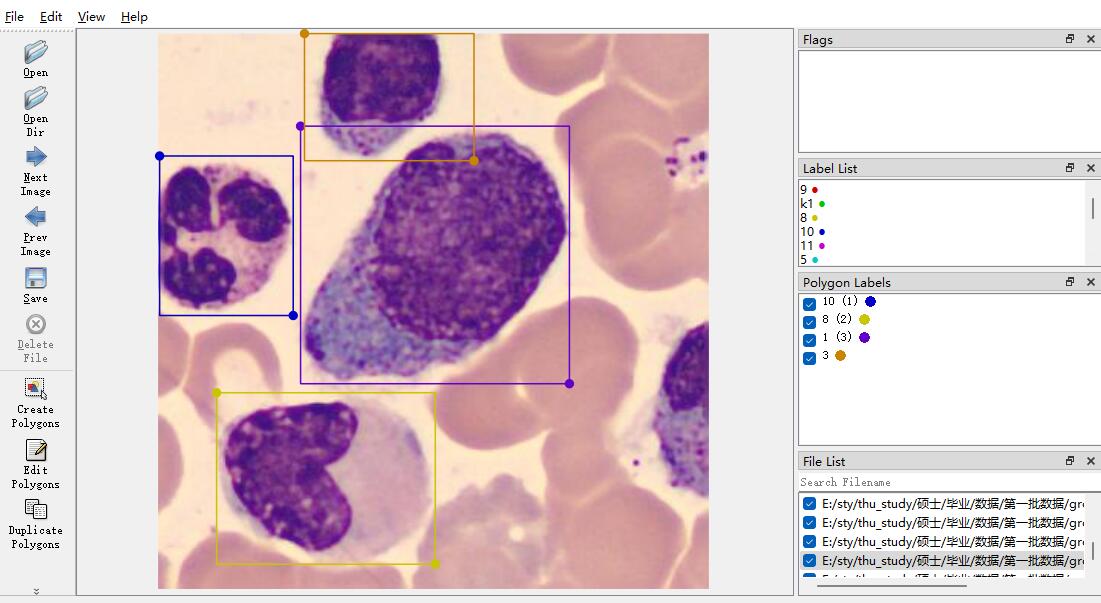 File Edit View Help
Open
Open
Dir
Next
Image
Prev
Image
Save
Delete
File
Create
Polygons
Edit
Polygons
Duplicate
Polygons
Flags
Label List
9
k1
8
10
11
5
Polygon Labels
10 (1)
8 (2)
1 (3)
3
File List
Search Filename
E:/sty/thu_study/硕士/毕业/数据/第一批数据/gr
E:/sty/thu_study/硕士/毕业/数据/第一批数据/gr
E:/sty/thu_study/硕士/毕业/数据/第一批数据/gr
E:/sty/thu_study/硕士/毕业/数据/第一批数据/gr